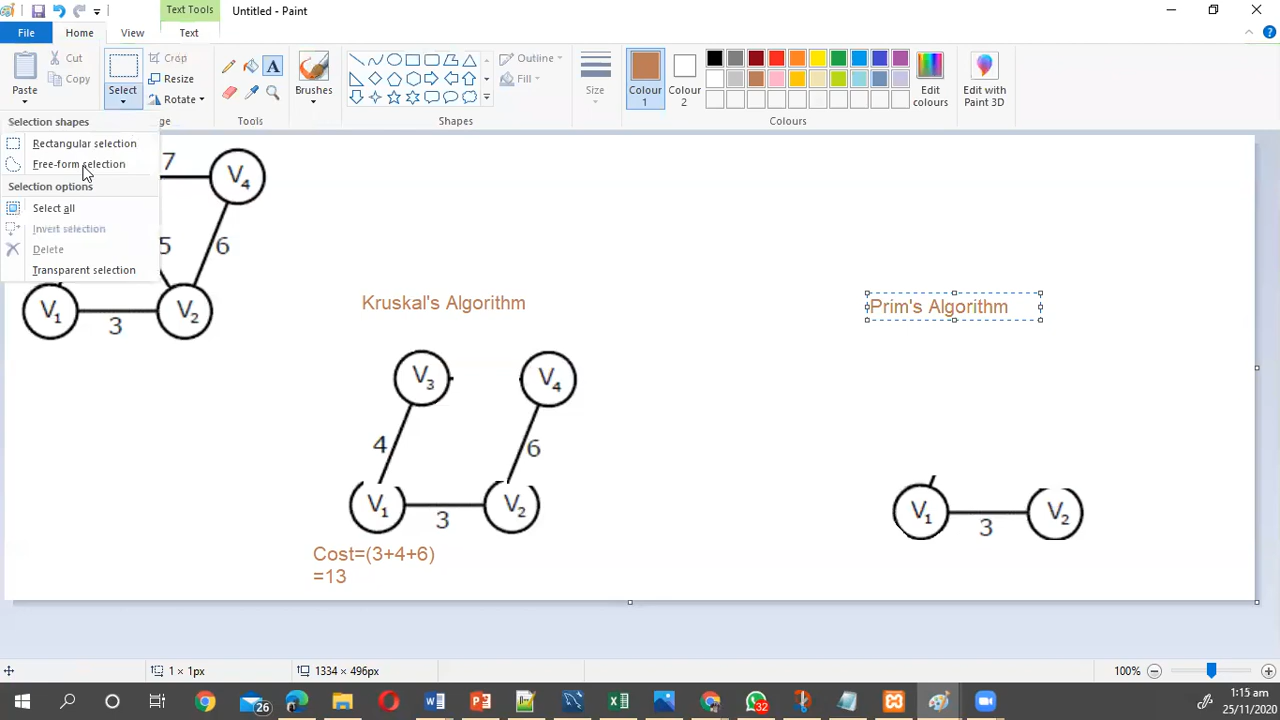 Text Tools
Untitled - Paint
File
Home
View
Text
Paste
Cut
Copy
Select
Crop
Resize
Rotate
ge
A
Tools
Brushes
Shapes
Outline
Fill
Size
Colour
1
Colour
2
Edit
colours
Edit with
Paint 3D
Colours
Selection shapes
Rectangular selection
Free-form selection
Selection options
Select all
Invert selection
Delete
Transparent selection
7
V4
5
6
V1
V2
3
Kruskal's Algorithm
V3
V4
4
6
V1
V2
3
Cost=(3+4+6)
=13
Prim's Algorithm
V1
V2
3
1 × 1px
1334 × 496px
100%
26
32
1:15 am
25/11/2020